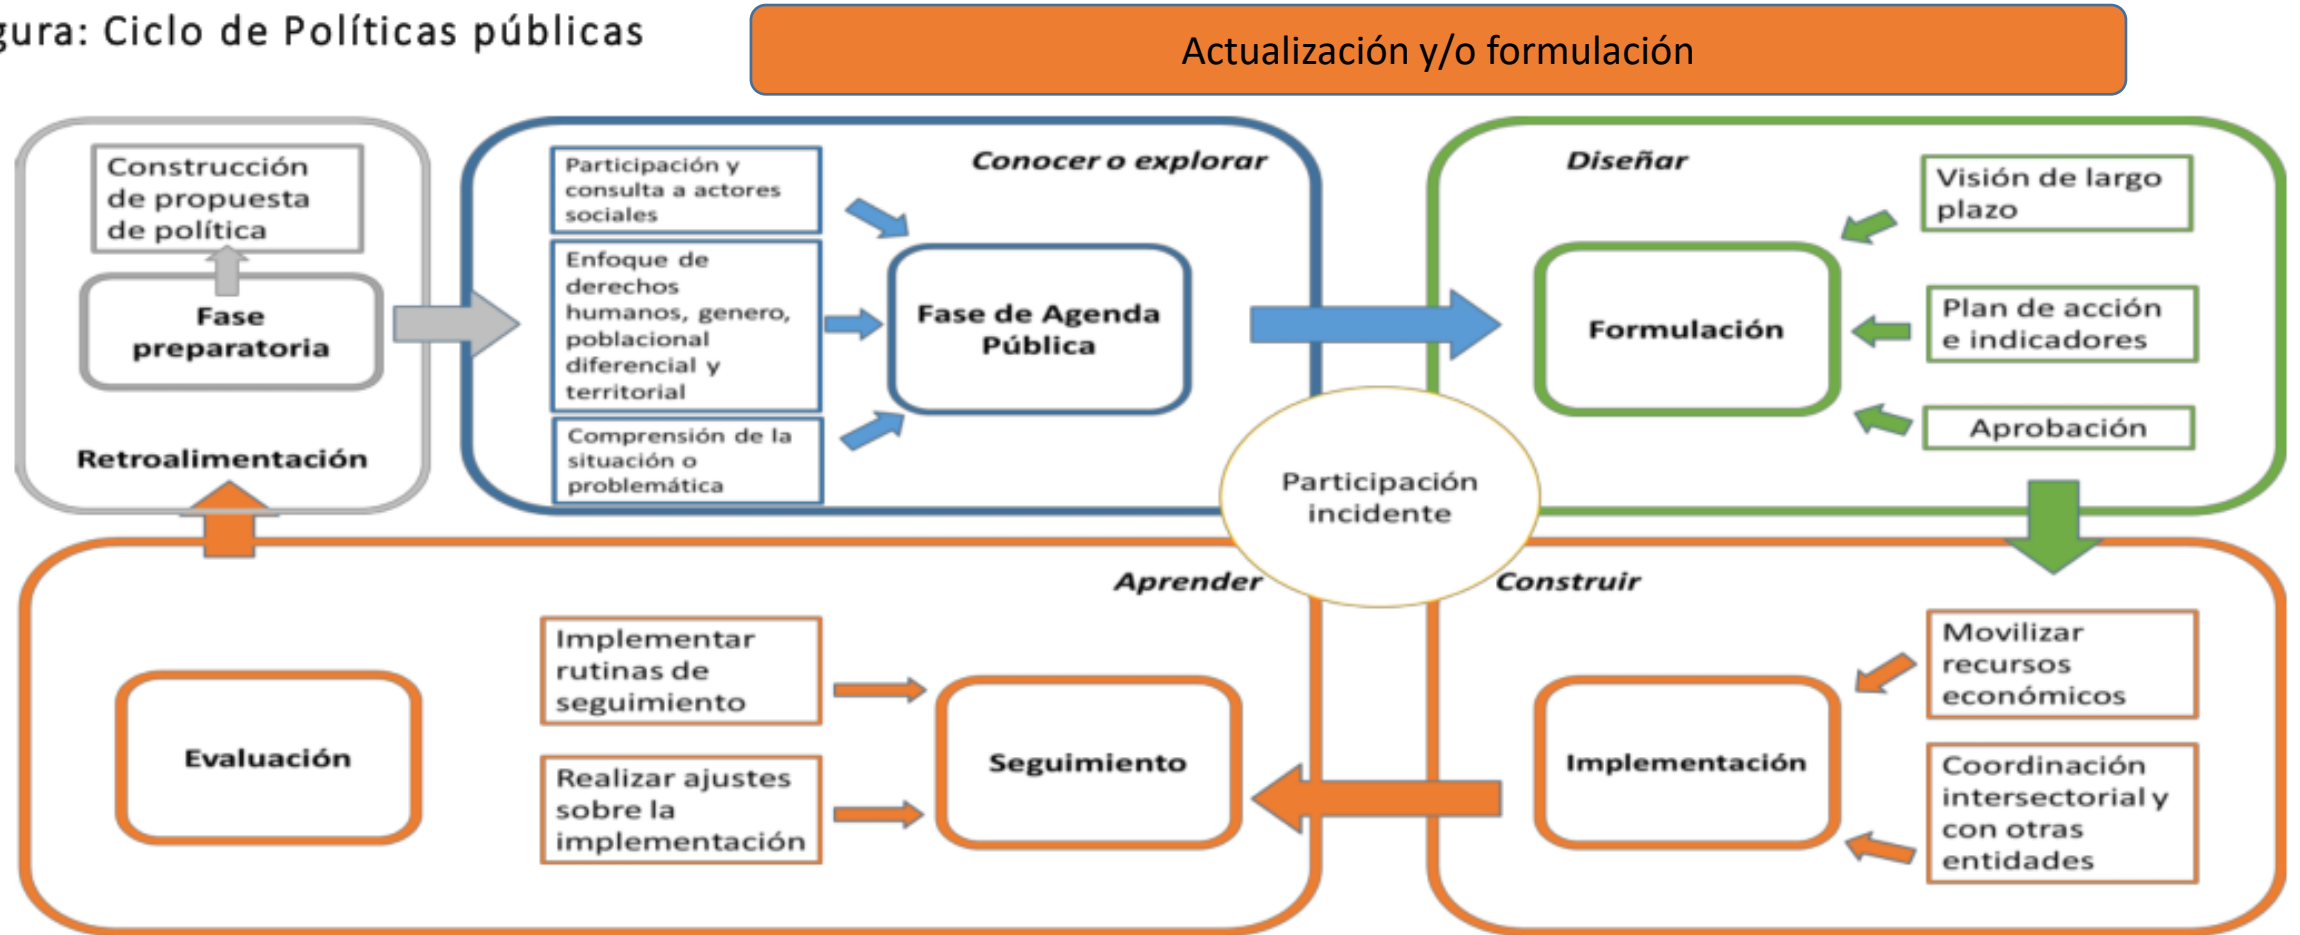 gura: Ciclo de Políticas públicas
Actualización y/o formulación
Construcción
de propuesta
de política
Fase
preparatoria
Retroalimentación
Conocer o explorar
Participación y
consulta a actores
sociales
Enfoque de
derechos
humanos, genero,
poblacional
diferencial y
territorial
Comprensión de la
situación o
problemática
Fase de Agenda
Pública
Diseñar
Formulación
Visión de largo
plazo
Plan de acción
e indicadores
Aprobación
Participación
incidente
Aprender
Evaluación
Implementar
rutinas de
seguimiento
Realizar ajustes
sobre la
implementación
Seguimiento
Construir
Implementación
Movilizar
recursos
económicos
Coordinación
intersectorial y
con otras
entidades